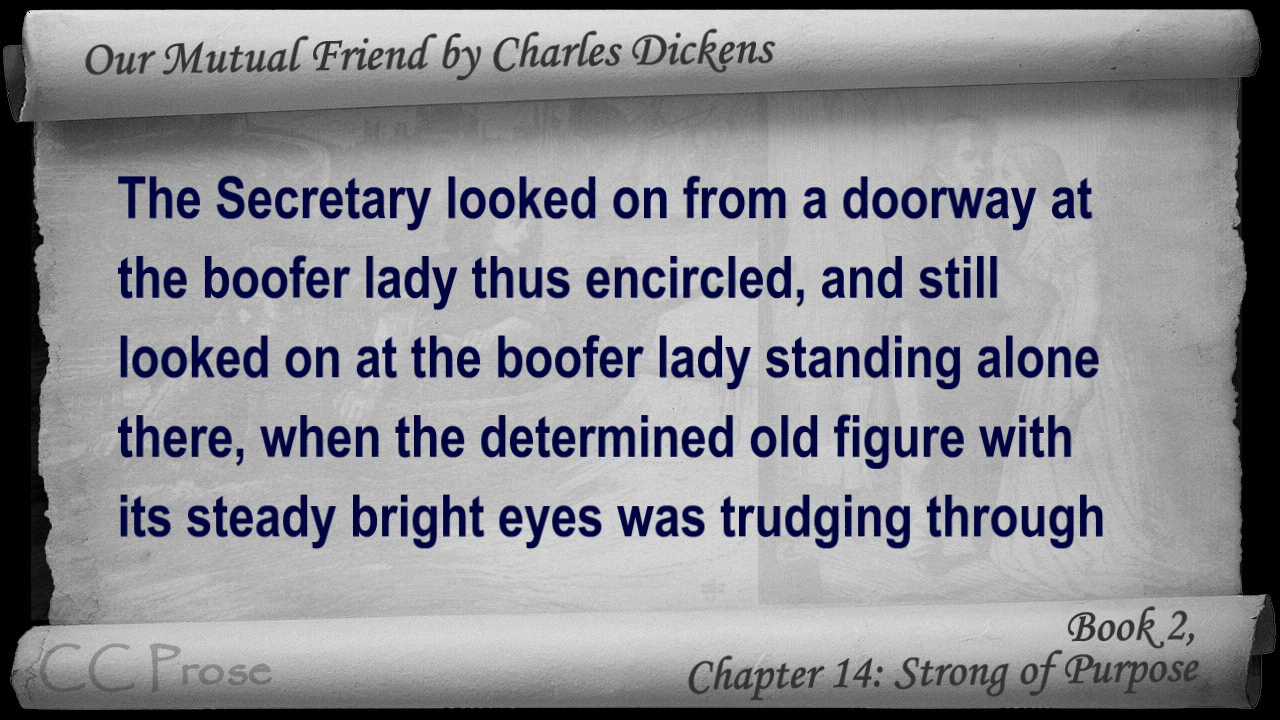 Our Mutual Friend by Charles Dickens
The Secretary looked on from a doorway at
the boofer lady thus encircled, and still
looked on at the boofer lady standing alone
there, when the determined old figure with
its steady bright eyes was trudging through
Book 2,
Chapter 14: Strong of Purpose
CC Prose